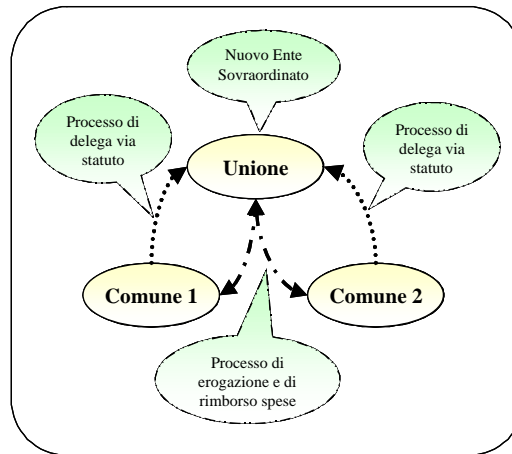 Nuovo Ente
Sovraordinato
Processo di
delega via
statuto
Processo di
delega via
statuto
Unione
Comune 1
Comune 2
Processo di
erogazione e di
rimborso spese